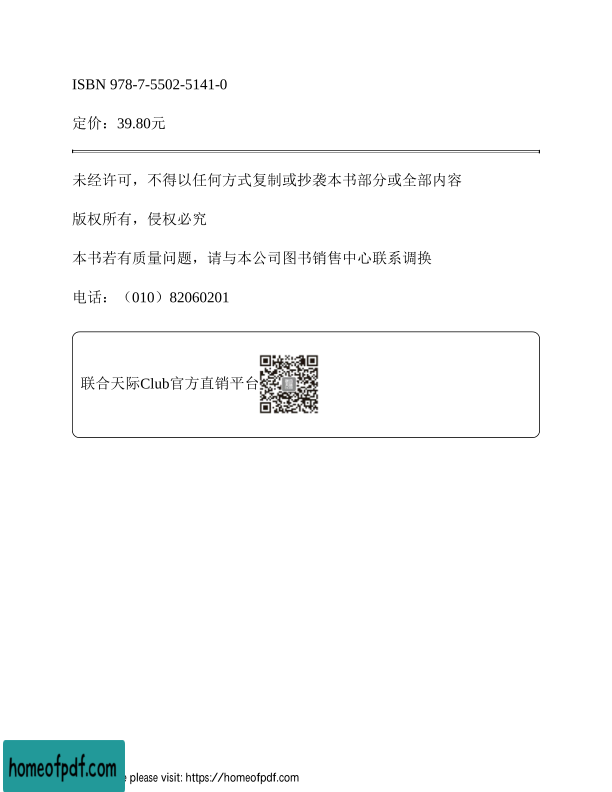 ISBN 978-7-5502-5141-0
定价：39.80元
未经许可，不得以任何方式复制或抄袭本书部分或全部内容
版权所有，侵权必究
本书若有质量问题，请与本公司图书销售中心联系调换
电话：（010）82060201
联合天际Club官方直销平台
homeofpdf.com
please visit: https://homeofpdf.com